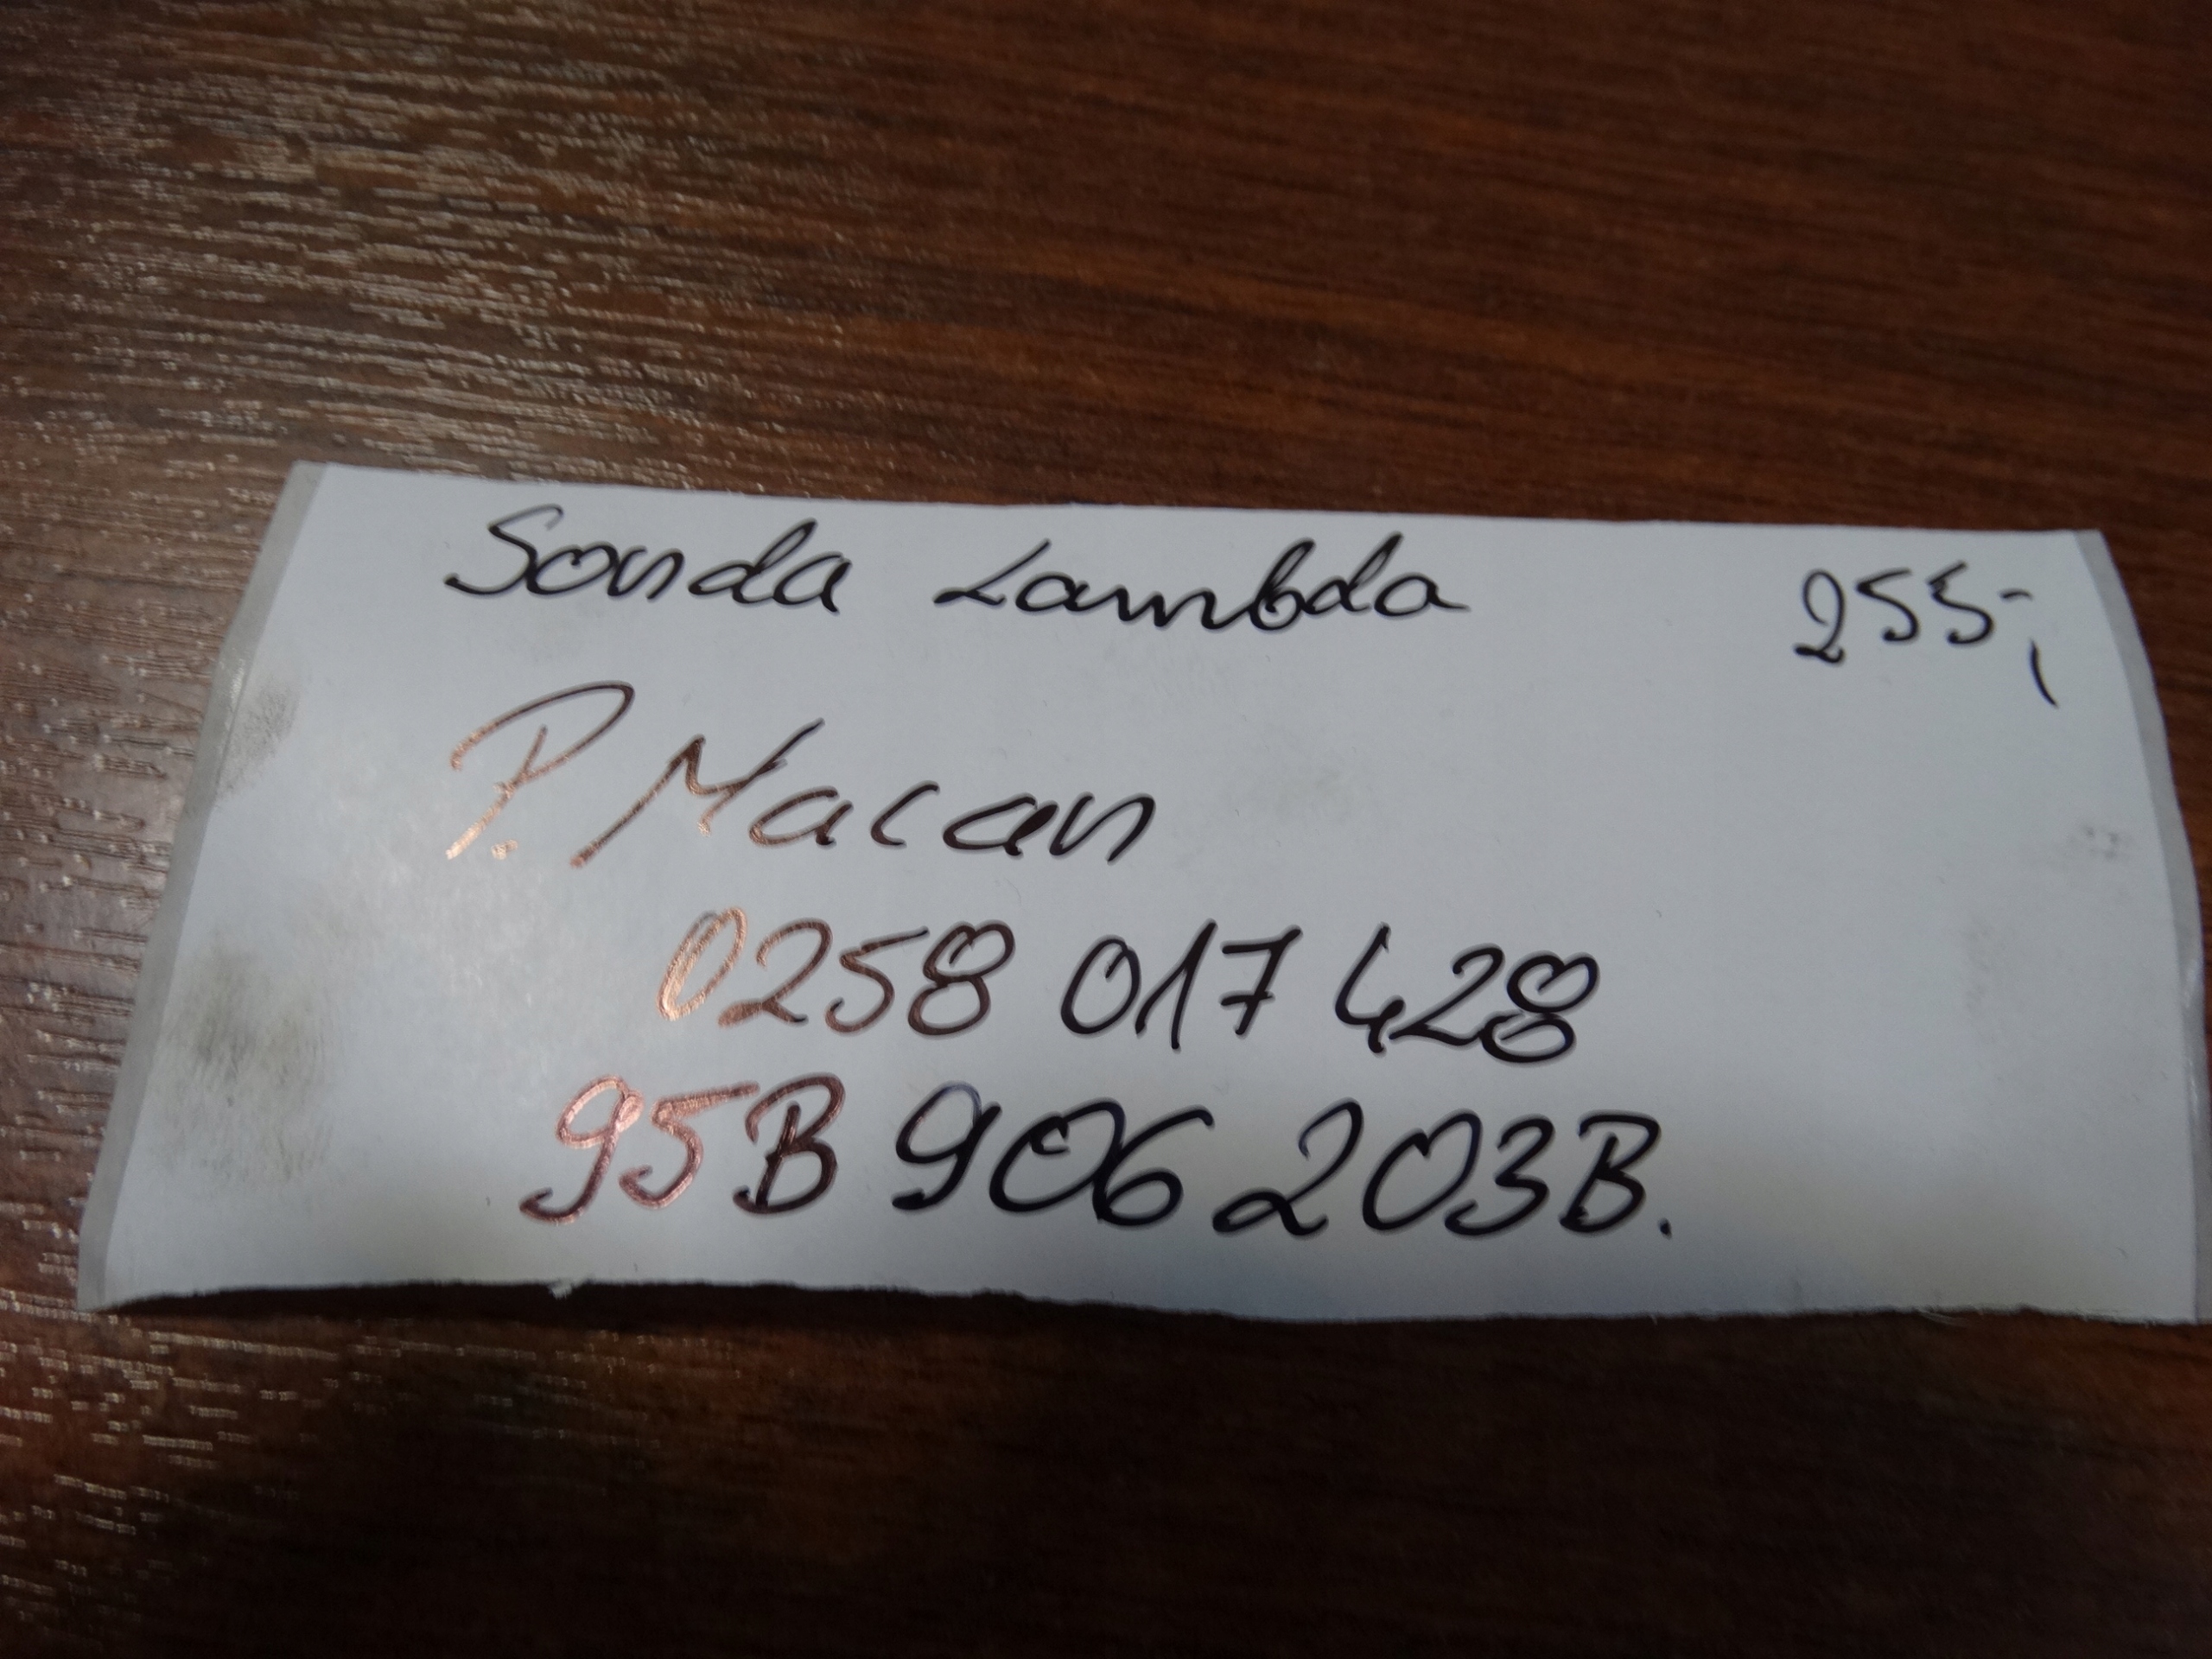 Sonda Lambda 255,-
P. Macan
0258 017 428
95B 906 203B.